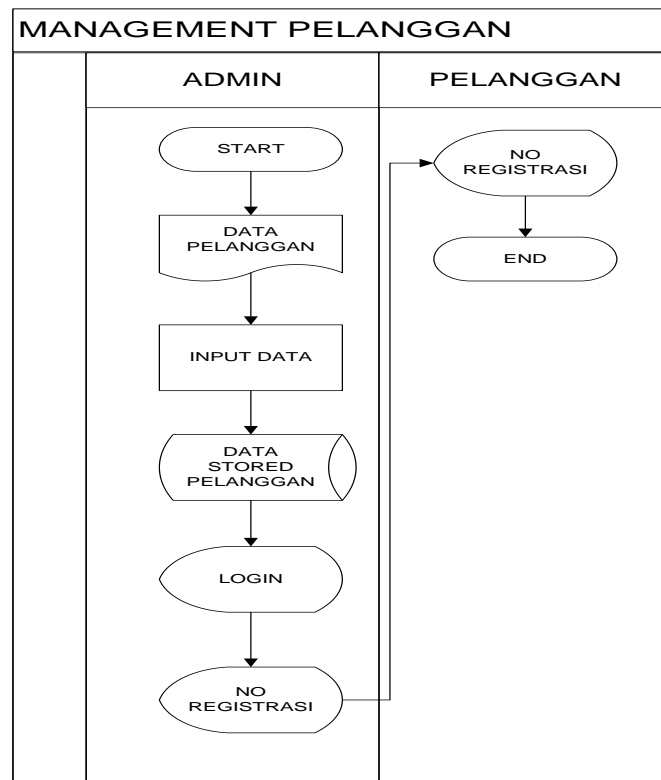 MANAGEMENT PELANGGAN
ADMIN
PELANGGAN
START
DATA
PELANGGAN
INPUT DATA
DATA
STORED
PELANGGAN
LOGIN
NO
REGISTRASI
NO
REGISTRASI
END